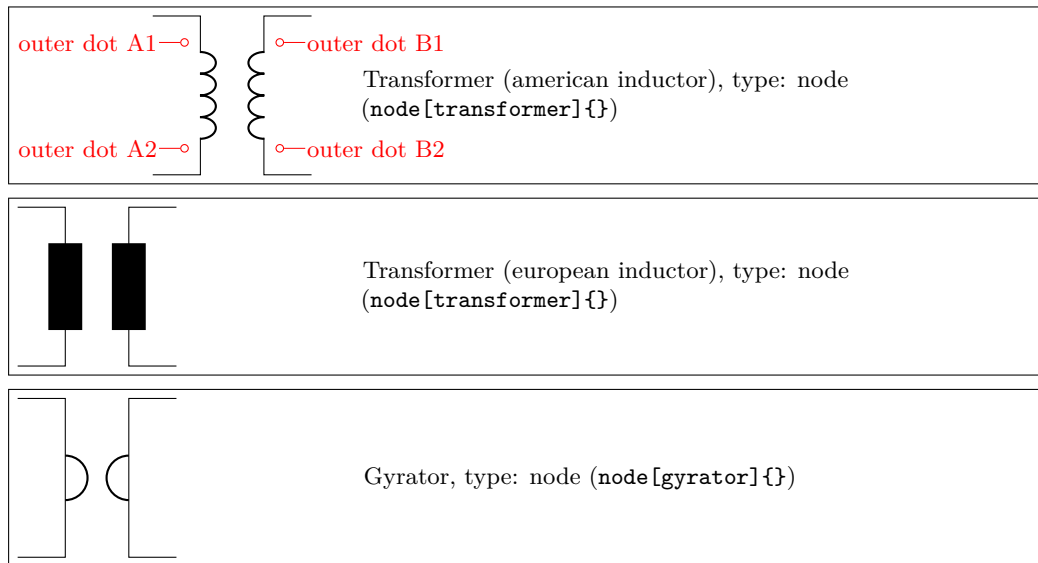 outer dot A1
outer dot B1
Transformer (american inductor), type: node
(node[transformer]{})
outer dot A2
outer dot B2
Transformer (european inductor), type: node
(node[transformer]{})
Gyrator, type: node (node[gyrator]{})